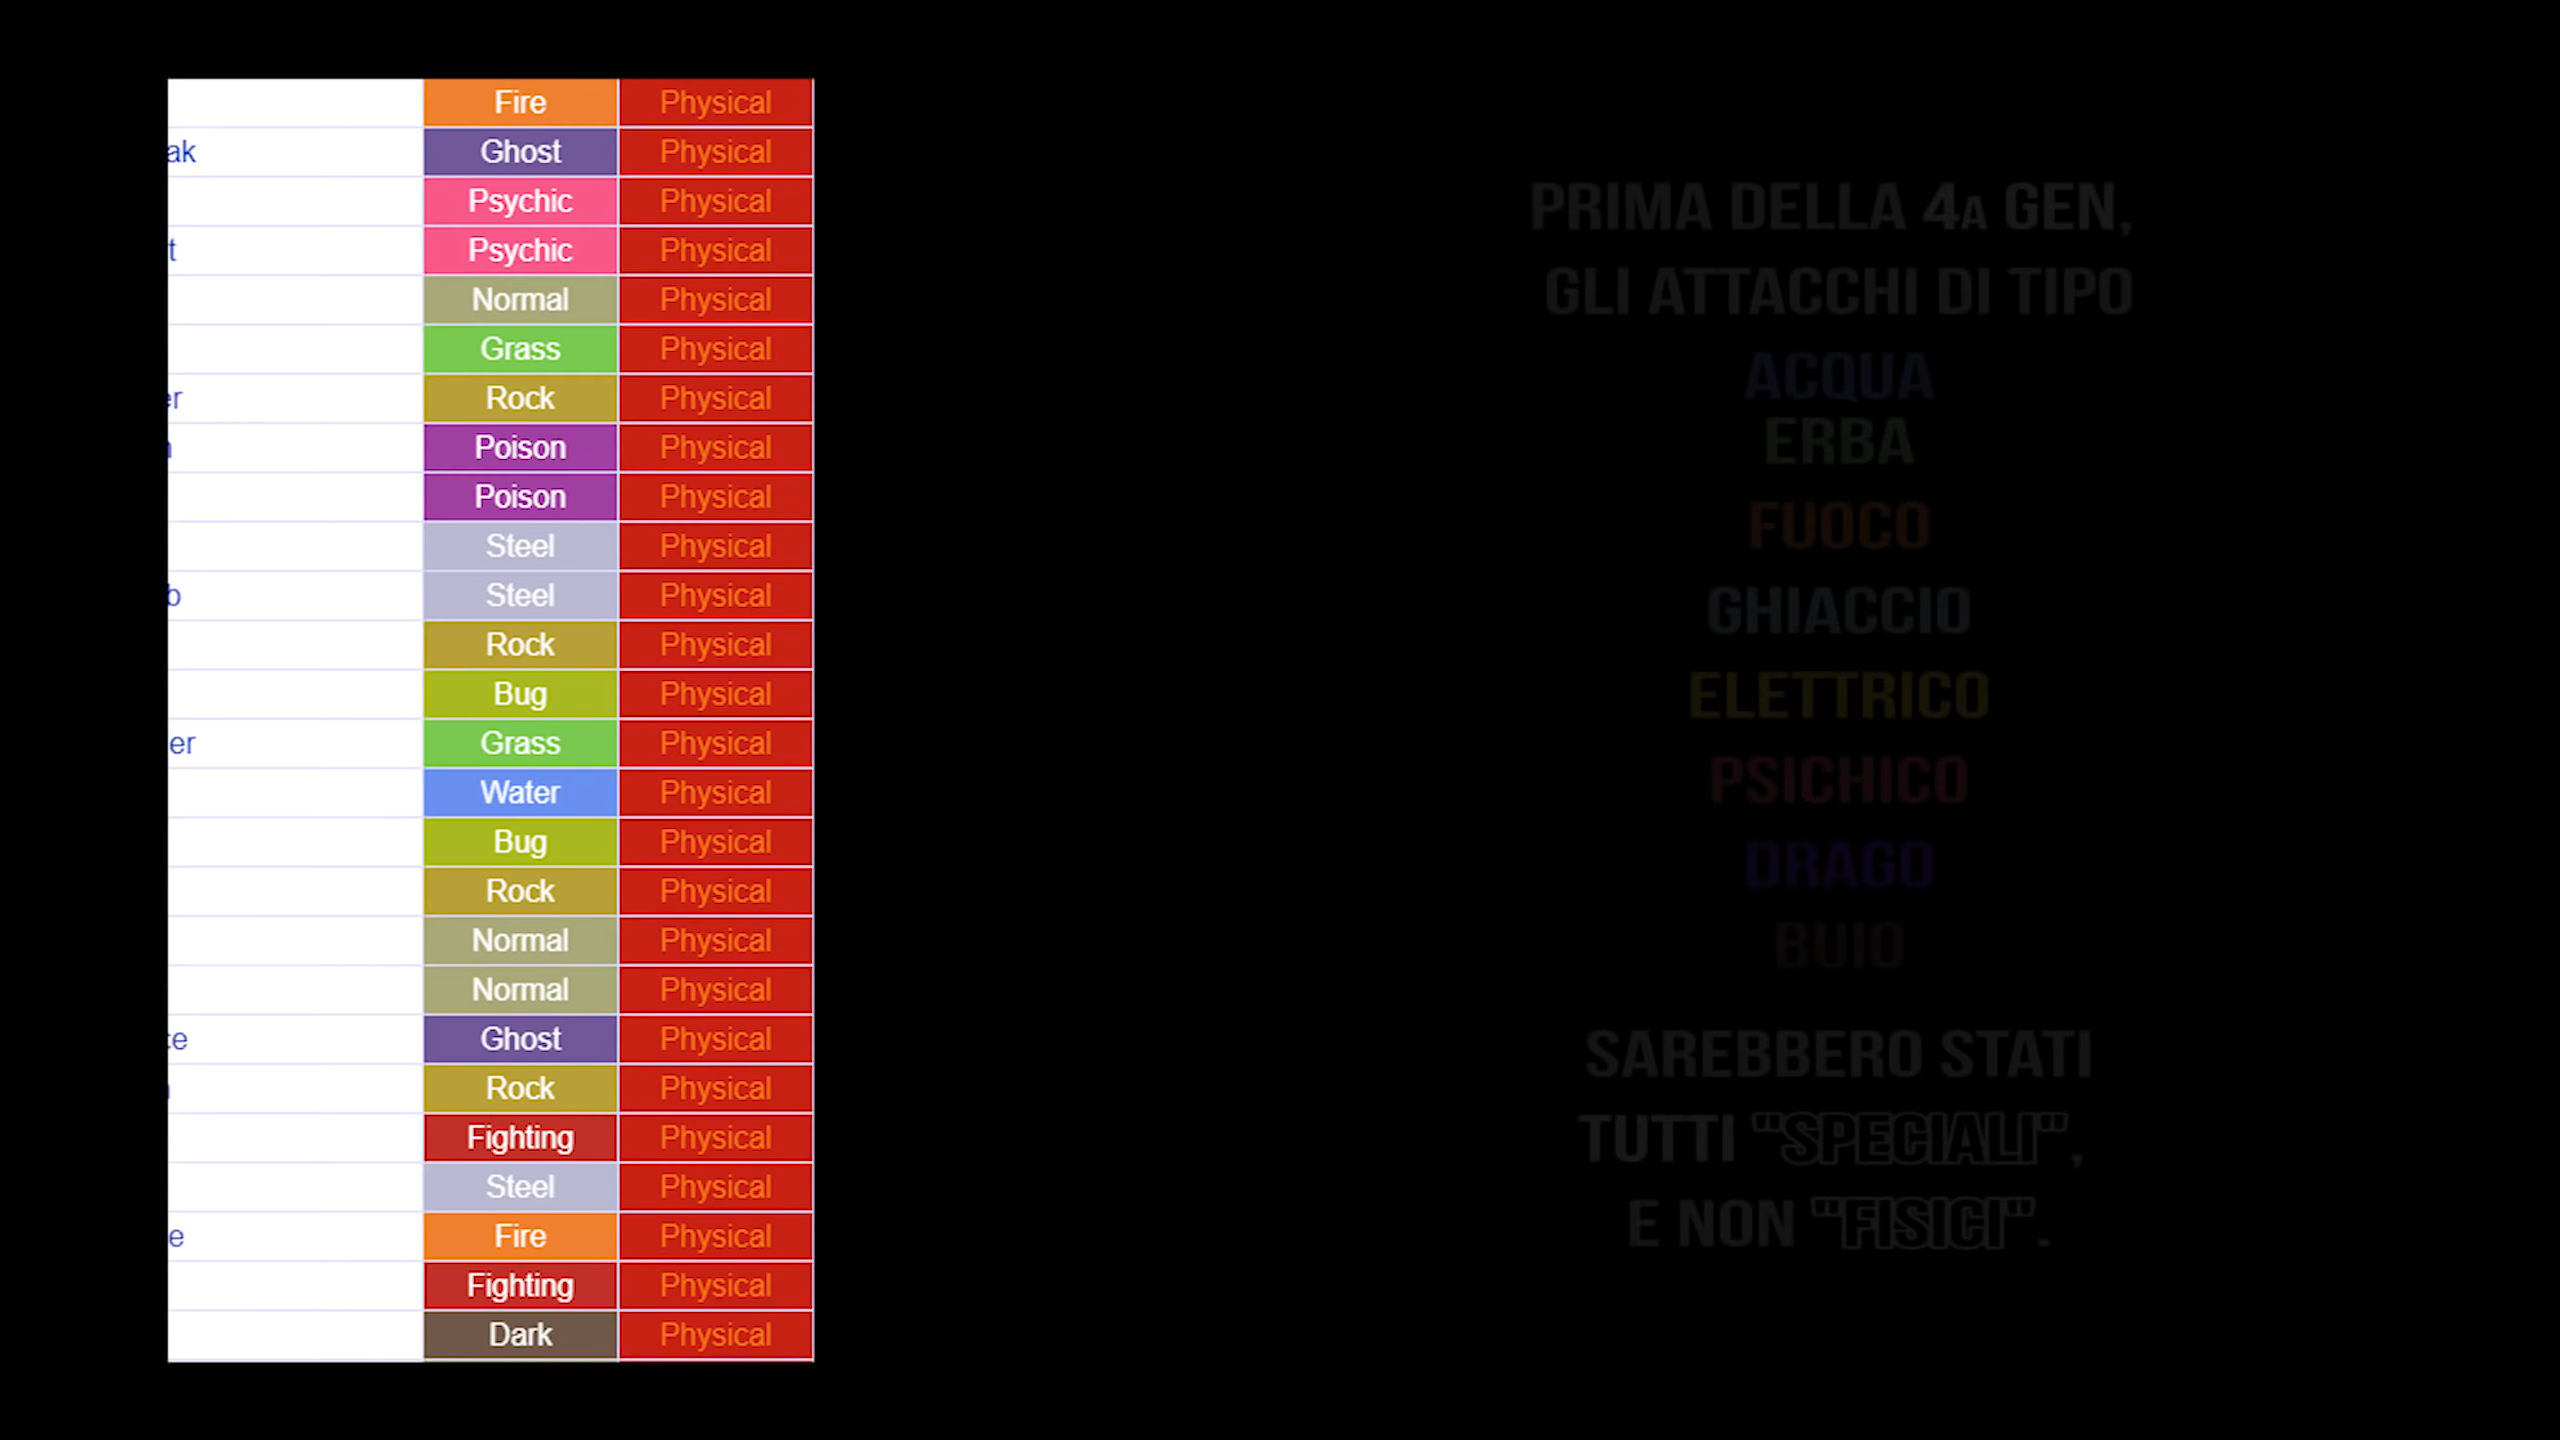 Fire Physical
ak Ghost Physical
Psychic Physical
t Psychic Physical
Normal Physical
Grass Physical
er Rock Physical
Poison Physical
Poison Physical
Steel Physical
b Steel Physical
Rock Physical
Bug Physical
er Grass Physical
Water Physical
Bug Physical
Rock Physical
Normal Physical
Normal Physical
ce Ghost Physical
Rock Physical
Fighting Physical
Steel Physical
e Fire Physical
Fighting Physical
Dark Physical
PRIMA DELLA 4A GEN,
GLI ATTACCHI DI TIPO
ACQUA
ERBA
FUOCO
GHIACCIO
ELETTRICO
PSICHICO
DRAGO
BUIO
SAREBBERO STATI
TUTTI "SPECIALI",
E NON "FISICI".